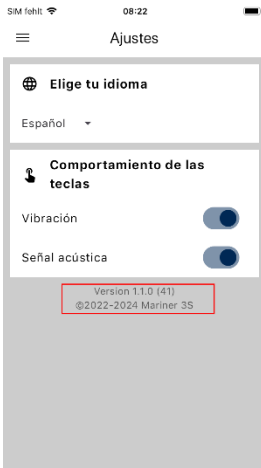 SIM fehlt 08:22
Ajustes
Elige tu idioma
Español
Comportamiento de las
teclas
Vibración
Señal acústica
Version 1.1.0 (41)
©2022-2024 Mariner 3S